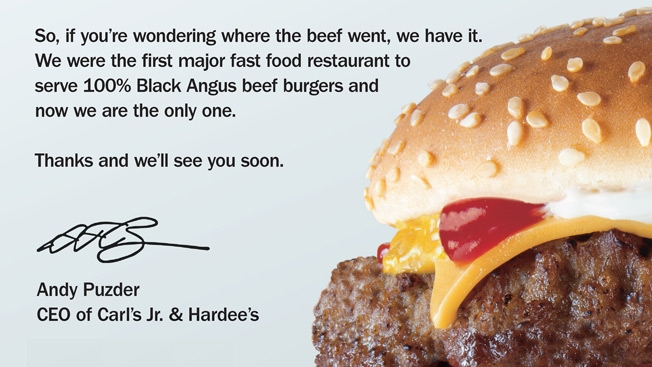 So, if you're wondering where the beef went, we have it.
We were the first major fast food restaurant to
serve 100% Black Angus beef burgers and
now we are the only one.
Thanks and we'll see you soon.
Andy Puzder
CEO of Carl's Jr. & Hardee's